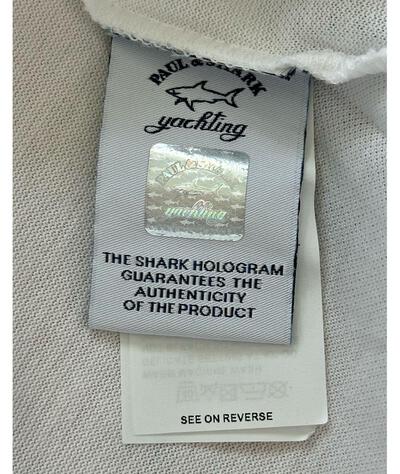 PAUL & SHARK
yachting
PAUL & SHARK
yachting
THE SHARK HOLOGRAM
GUARANTEES THE
AUTHENTICITY
OF THE PRODUCT
SEE ON REVERSE